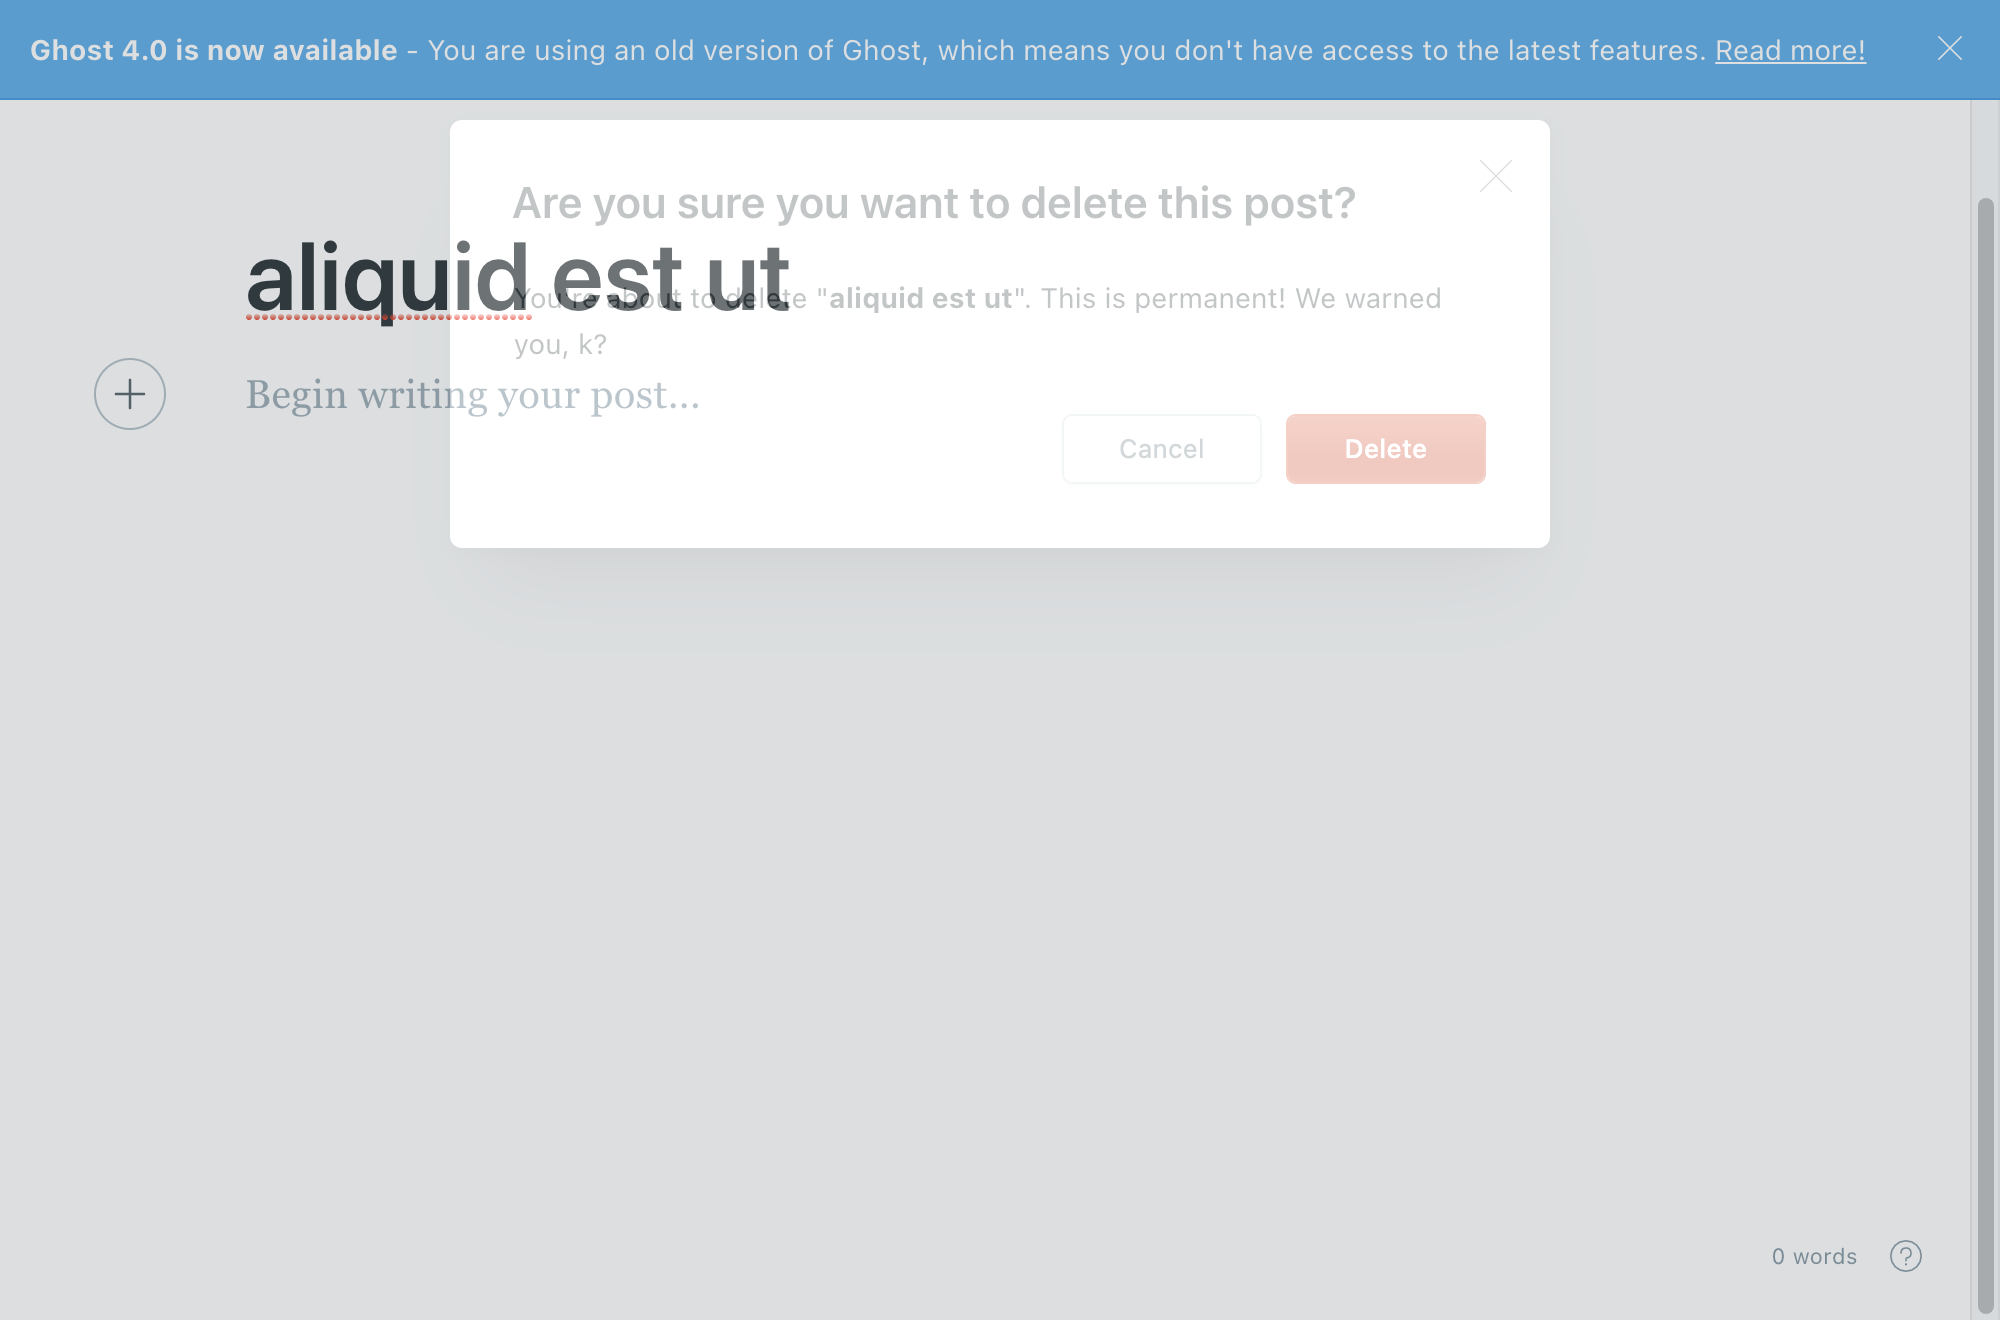 Ghost 4.0 is now available - You are using an old version of Ghost, which means you don't have access to the latest features. Read more!
Are you sure you want to delete this post?
aliquid est ut
You're about to delete "aliquid est ut". This is permanent! We warned
you, k?
Begin writing your post...
Cancel
Delete
0 words
?